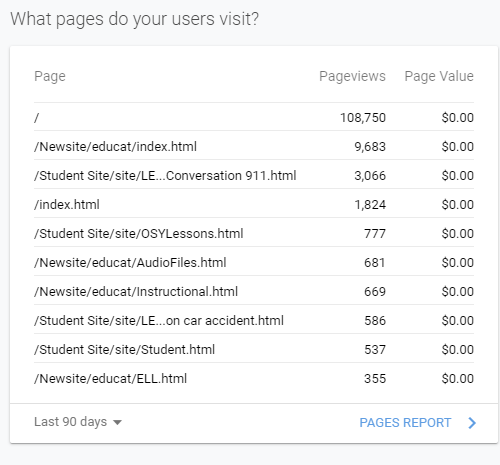 What pages do your users visit?
Page Pageviews Page Value
/ 108,750 $0.00
/Newsite/educat/index.html 9,683 $0.00
/Student Site/site/LE...Conversation 911.html 3,066 $0.00
/index.html 1,824 $0.00
/Student Site/site/OSYLessons.html 777 $0.00
/Newsite/educat/AudioFiles.html 681 $0.00
/Newsite/educat/Instructional.html 669 $0.00
/Student Site/site/LE...on car accident.html 586 $0.00
/Student Site/site/Student.html 537 $0.00
/Newsite/educat/ELL.html 355 $0.00
Last 90 days PAGES REPORT